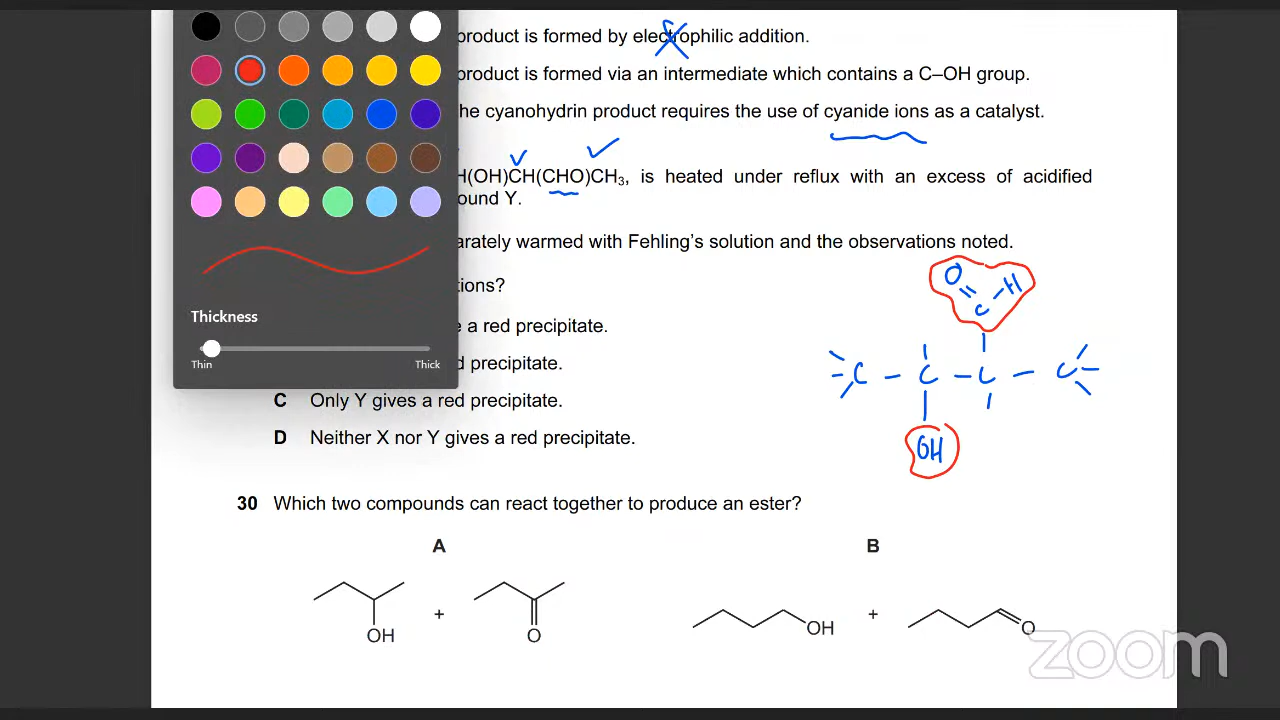 product is formed by electrophilic addition.
product is formed via an intermediate which contains a C–OH group.
he cyanohydrin product requires the use of cyanide ions as a catalyst.
H(OH)CH(CHO)CH₃, is heated under reflux with an excess of acidified
ound Y.
arately warmed with Fehling's solution and the observations noted.
tions?
e a red precipitate.
d precipitate.
C Only Y gives a red precipitate.
D Neither X nor Y gives a red precipitate.
Thickness
Thin Thick
O H
C
C – C – C – C
OH
30 Which two compounds can react together to produce an ester?
A B
OH + O
OH + O
zoom